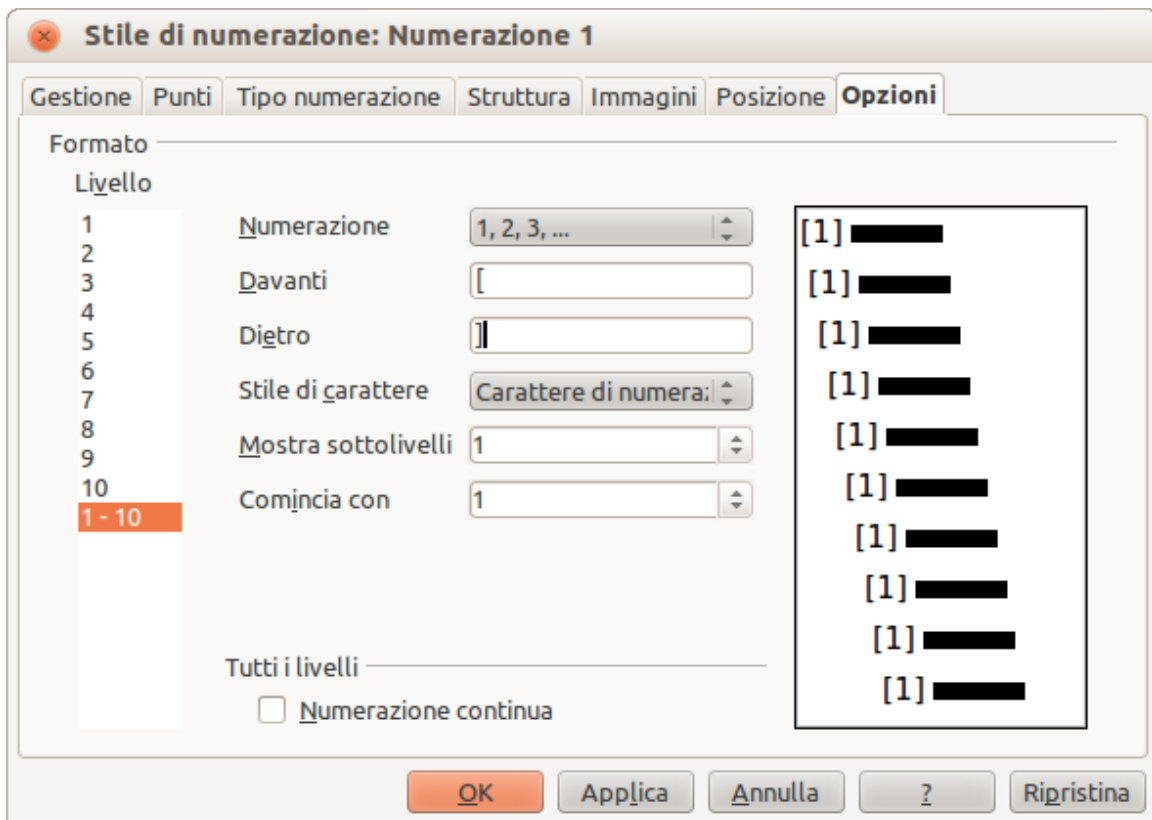 Stile di numerazione: Numerazione 1
Gestione Punti Tipo numerazione Struttura Immagini Posizione Opzioni
Formato
Livello
1
2
3
4
5
6
7
8
9
10
1 - 10
Numerazione 1, 2, 3, ...
Davanti [
Dietro ]
Stile di carattere Carattere di numeraz
Mostra sottolivelli 1
Comincia con 1
Tutti i livelli
Numerazione continua
[1]
[1]
[1]
[1]
[1]
[1]
[1]
[1]
[1]
[1]
OK Applica Annulla ? Ripristina